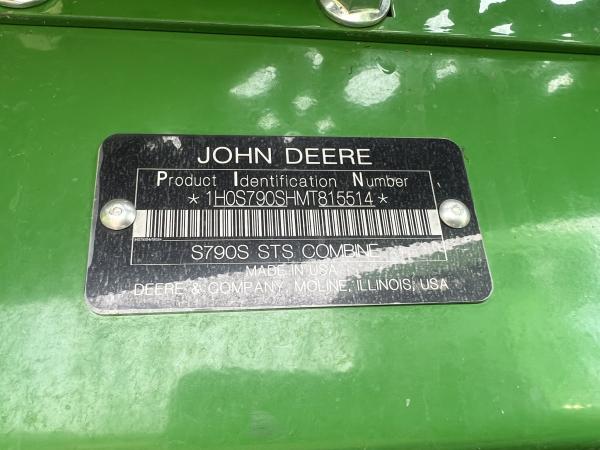 JOHN DEERE
Product Identification Number
*1H0S790SHMT815514*
S790S STS COMBINE
MADE IN USA
DEERE & COMPANY, MOLINE, ILLINOIS, USA